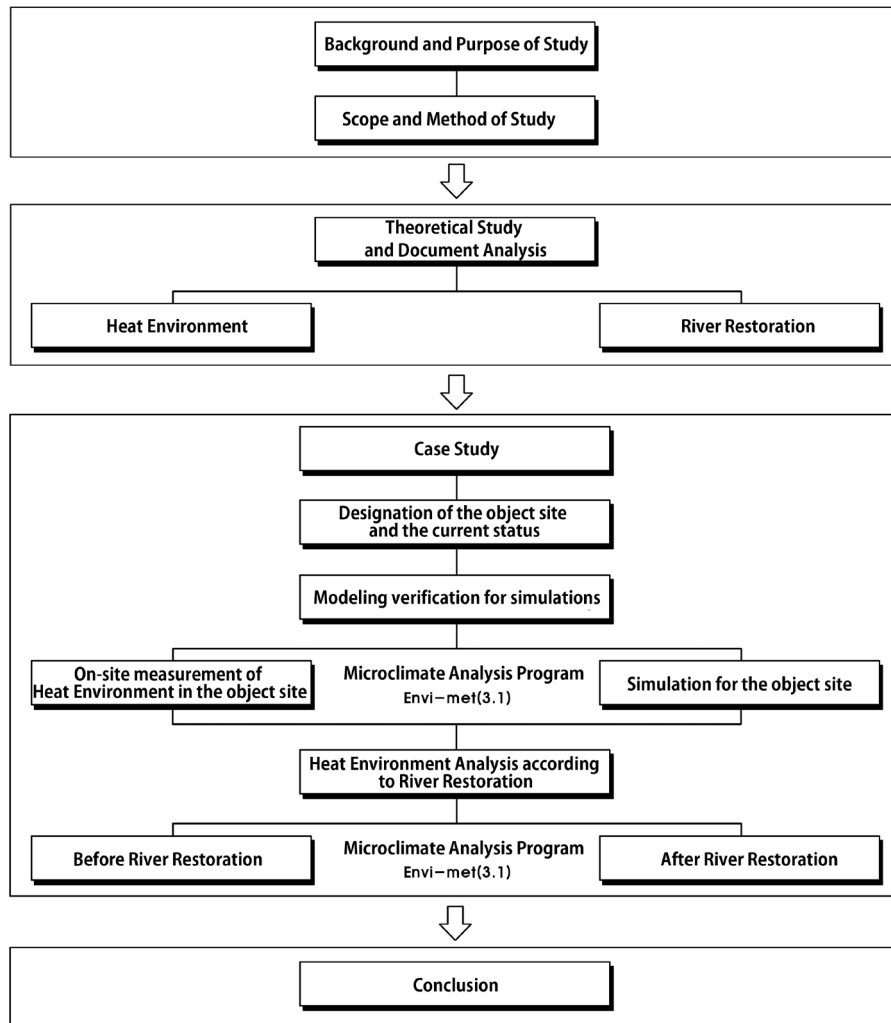 Background and Purpose of Study
Scope and Method of Study
Theoretical Study
and Document Analysis
Heat Environment
River Restoration
Case Study
Designation of the object site
and the current status
Modeling verification for simulations
On-site measurement of
Heat Environment in the object site
Microclimate Analysis Program
Envi-met(3.1)
Simulation for the object site
Heat Environment Analysis according
to River Restoration
Before River Restoration
Microclimate Analysis Program
Envi-met(3.1)
After River Restoration
Conclusion